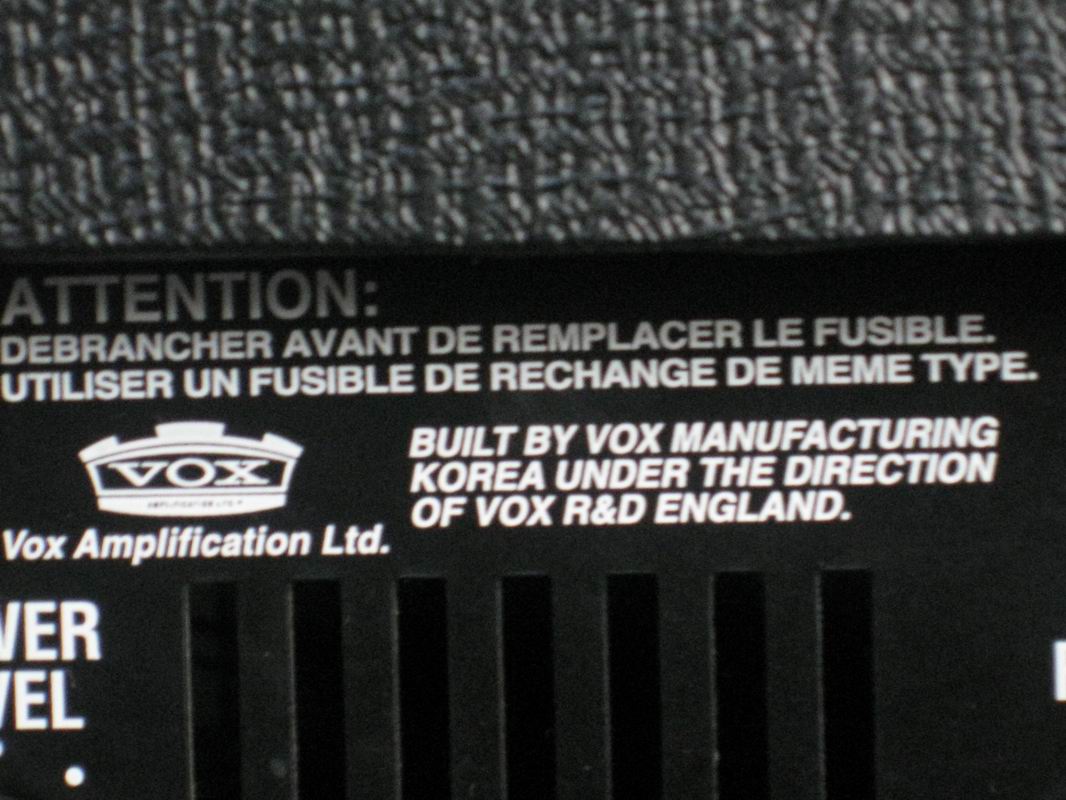 ATTENTION:
DEBRANCHER AVANT DE REMPLACER LE FUSIBLE.
UTILISER UN FUSIBLE DE RECHANGE DE MEME TYPE.
VOX
BUILT BY VOX MANUFACTURING
KOREA UNDER THE DIRECTION
OF VOX R&D ENGLAND.
Vox Amplification Ltd.
VER
VEL